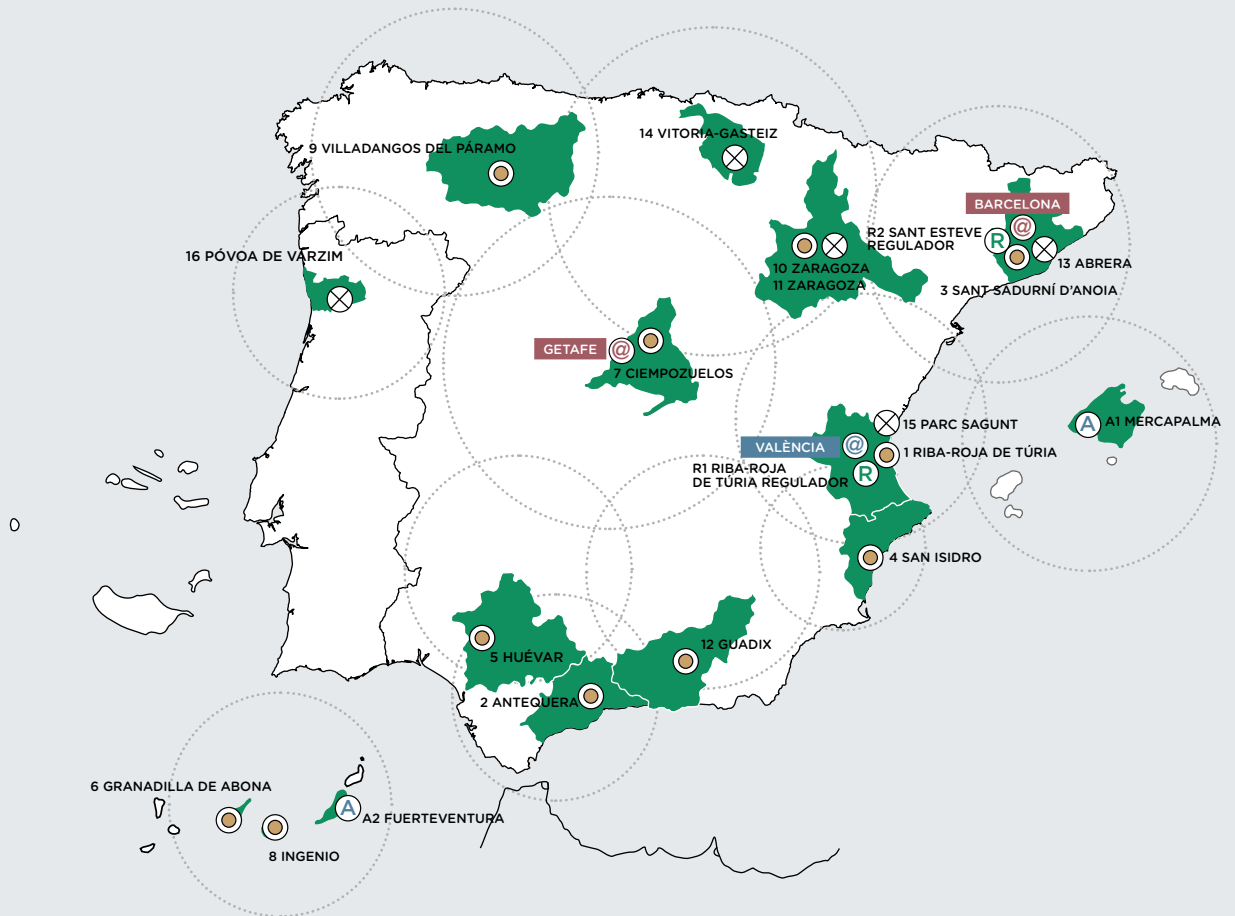 14 VITORIA-GASTEIZ
9 VILLADANGOS DEL PÁRAMO
BARCELONA
@
R2 SANT ESTEVE
REGULADOR
R
16 PÓVOA DE VARZIM
13 ABRERA
10 ZARAGOZA
11 ZARAGOZA
3 SANT SADURNÍ D'ANOIA
GETAFE
@
7 CIEMPOZUELOS
A
A1 MERCAPALMA
15 PARC SAGUNT
VALÈNCIA
@
1 RIBA-ROJA DE TÚRIA
R1 RIBA-ROJA
DE TÚRIA REGULADOR
R
4 SAN ISIDRO
12 GUADIX
5 HUÉVAR
2 ANTEQUERA
6 GRANADILLA DE ABONA
A
A2 FUERTEVENTURA
8 INGENIO